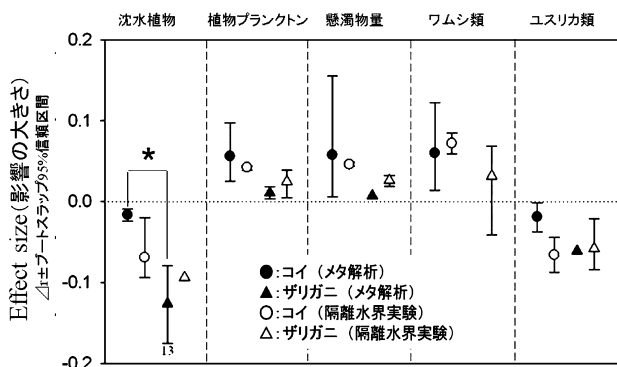 沈水植物 植物プランクトン 懸濁物量 ワムシ類 ユスリカ類
Effect size(影響の大きさ)
⊿r±ブートスラップ95%信頼区間
0.2
0.1
0.0
-0.1
-0.2
*
13
●:コイ(メタ解析)
▲:ザリガニ(メタ解析)
○:コイ(隔離水界実験)
△:ザリガニ(隔離水界実験)